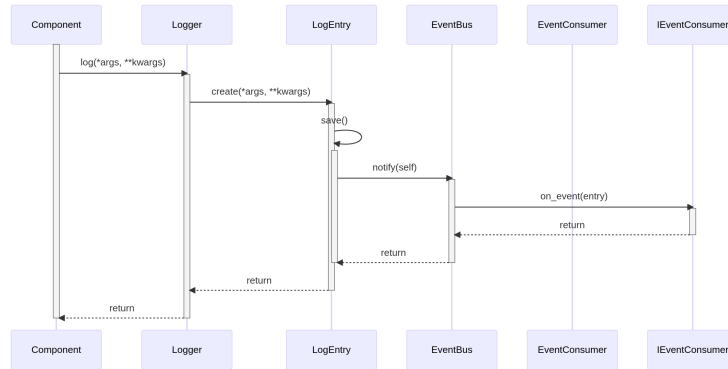 Component
Logger
LogEntry
EventBus
EventConsumer
IEventConsumer
log(*args, **kwargs)
create(*args, **kwargs)
save()
notify(self)
on_event(entry)
return
return
return
return
Component
Logger
LogEntry
EventBus
EventConsumer
IEventConsumer